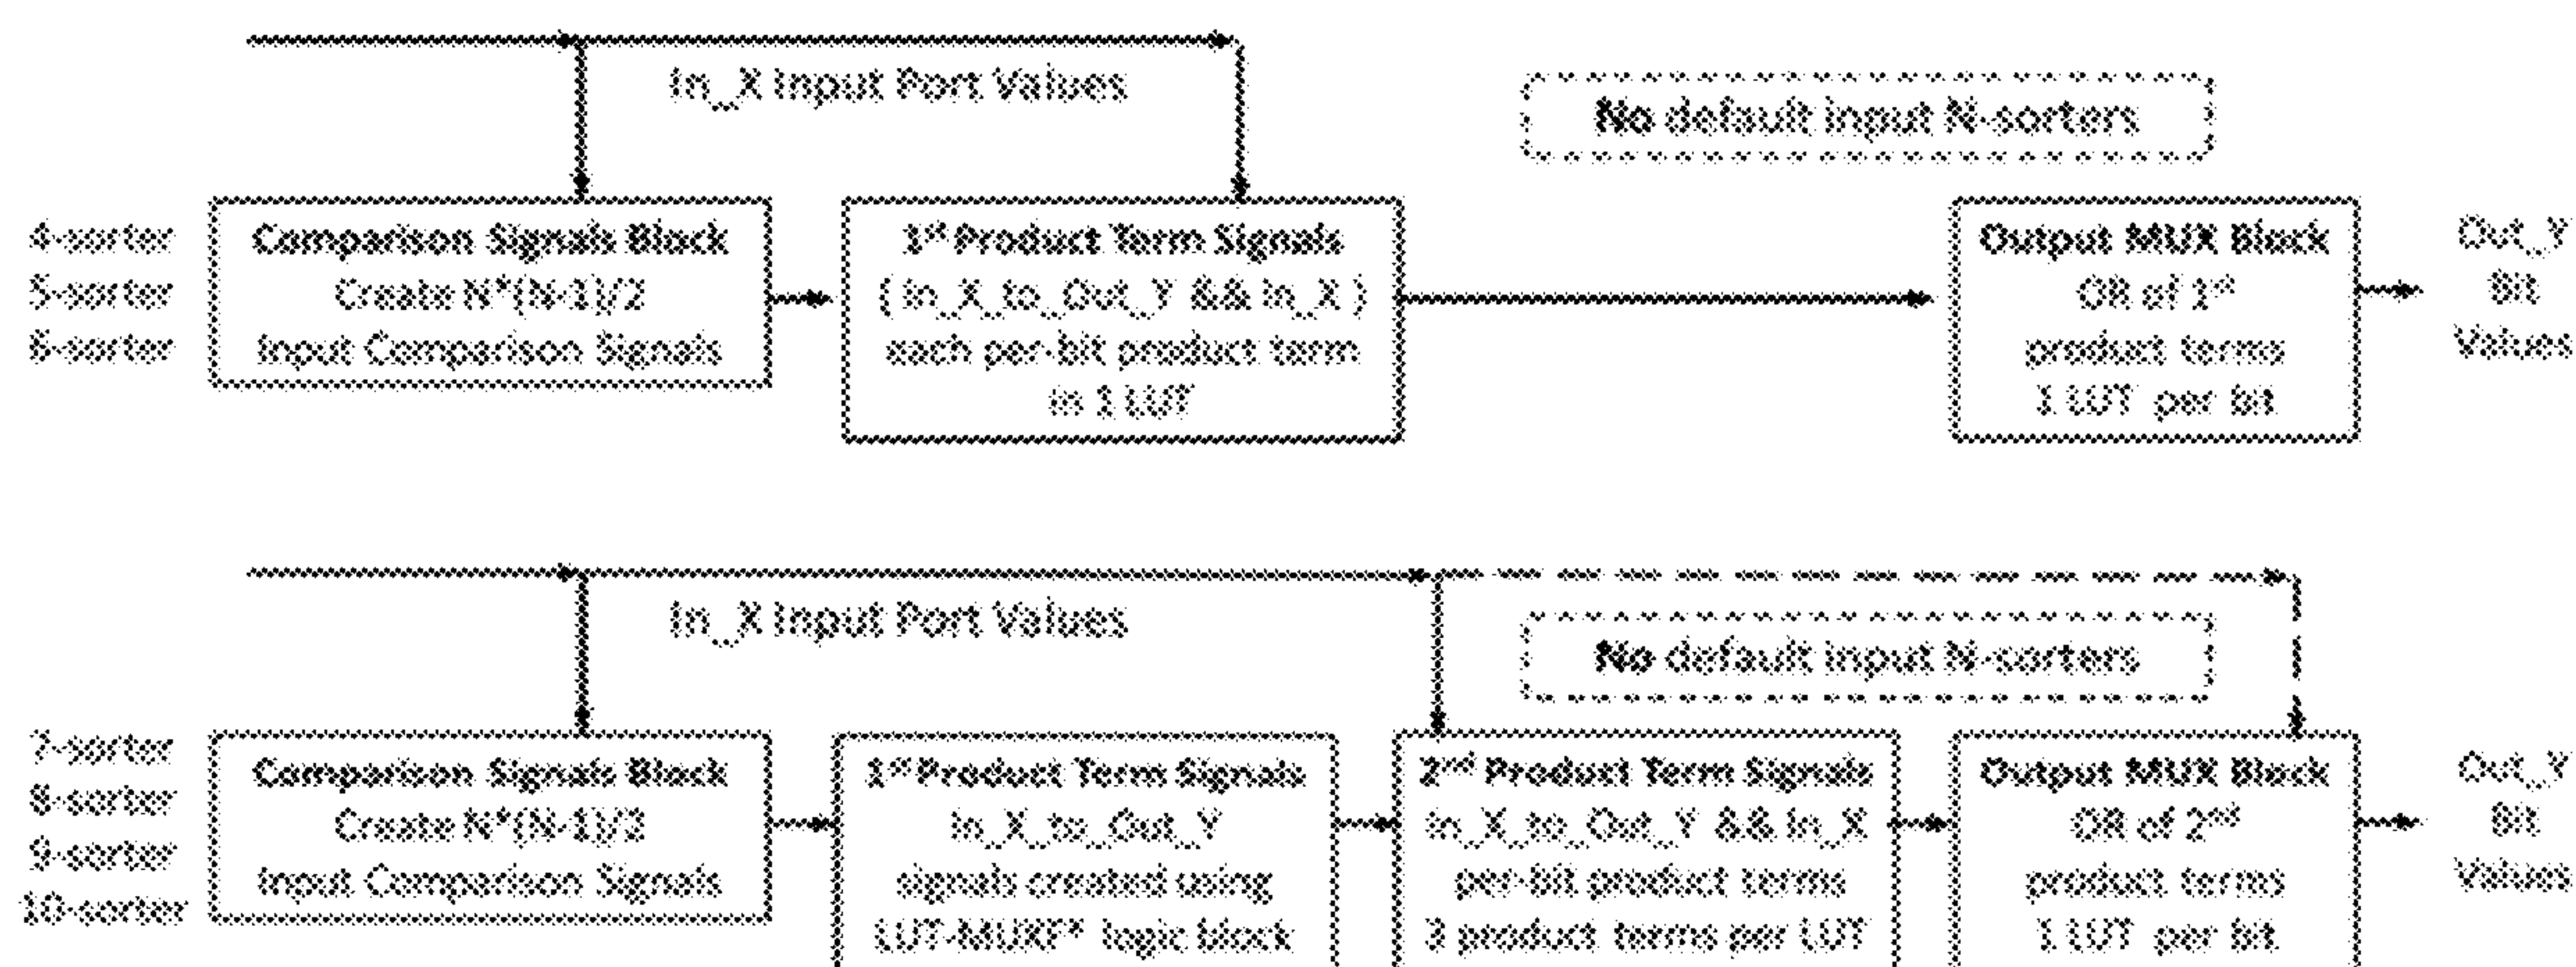 In_X Input Port Values
No default input N-sorters
4-sorter
5-sorter
6-sorter
Comparison Signals Block
Create N*(N-1)/2
Input Comparison Signals
1st Product Term Signals
( In_X_to_Out_Y && In_X )
each per-bit product term
in 1 LUT
Output MUX Block
OR of 1st
product terms
1 LUT per bit
Out_Y
Bit
Values
In_X Input Port Values
No default input N-sorters
7-sorter
8-sorter
9-sorter
10-sorter
Comparison Signals Block
Create N*(N-1)/2
Input Comparison Signals
1st Product Term Signals
In_X_to_Out_Y
signals created using
LUT-MUXF* logic block
2nd Product Term Signals
In_X_to_Out_Y && In_X
per-bit product terms
3 product terms per LUT
Output MUX Block
OR of 2nd
product terms
1 LUT per bit
Out_Y
Bit
Values